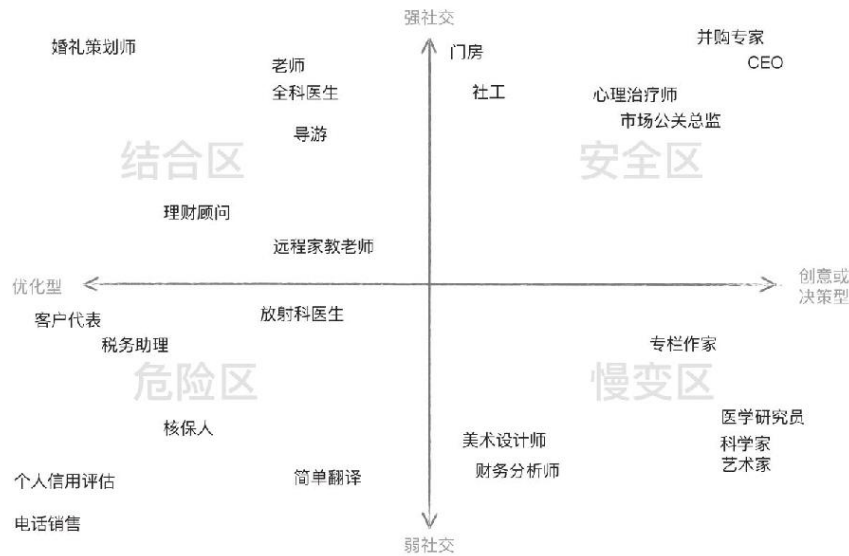 强社交
婚礼策划师
门房
并购专家
CEO
老师
全科医生
社工
心理治疗师
市场公关总监
导游
结合区
安全区
理财顾问
远程家教老师
优化型
创意或
决策型
客户代表
放射科医生
税务助理
专栏作家
危险区
慢变区
核保人
医学研究员
美术设计师
科学家
艺术家
财务分析师
个人信用评估
简单翻译
电话销售
弱社交